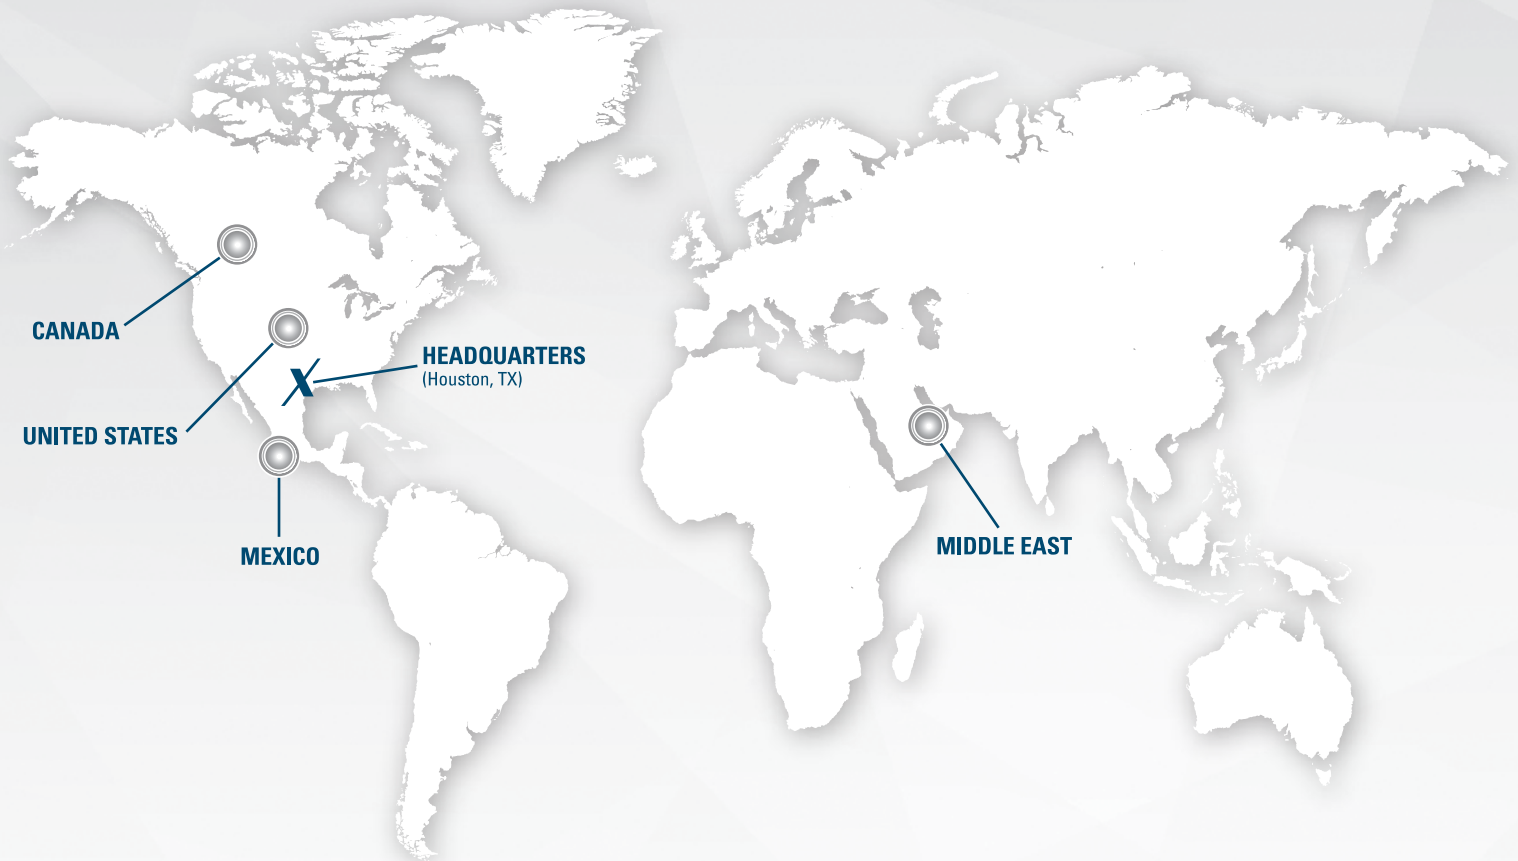 CANADA
HEADQUARTERS
(Houston, TX)
UNITED STATES
MEXICO
MIDDLE EAST